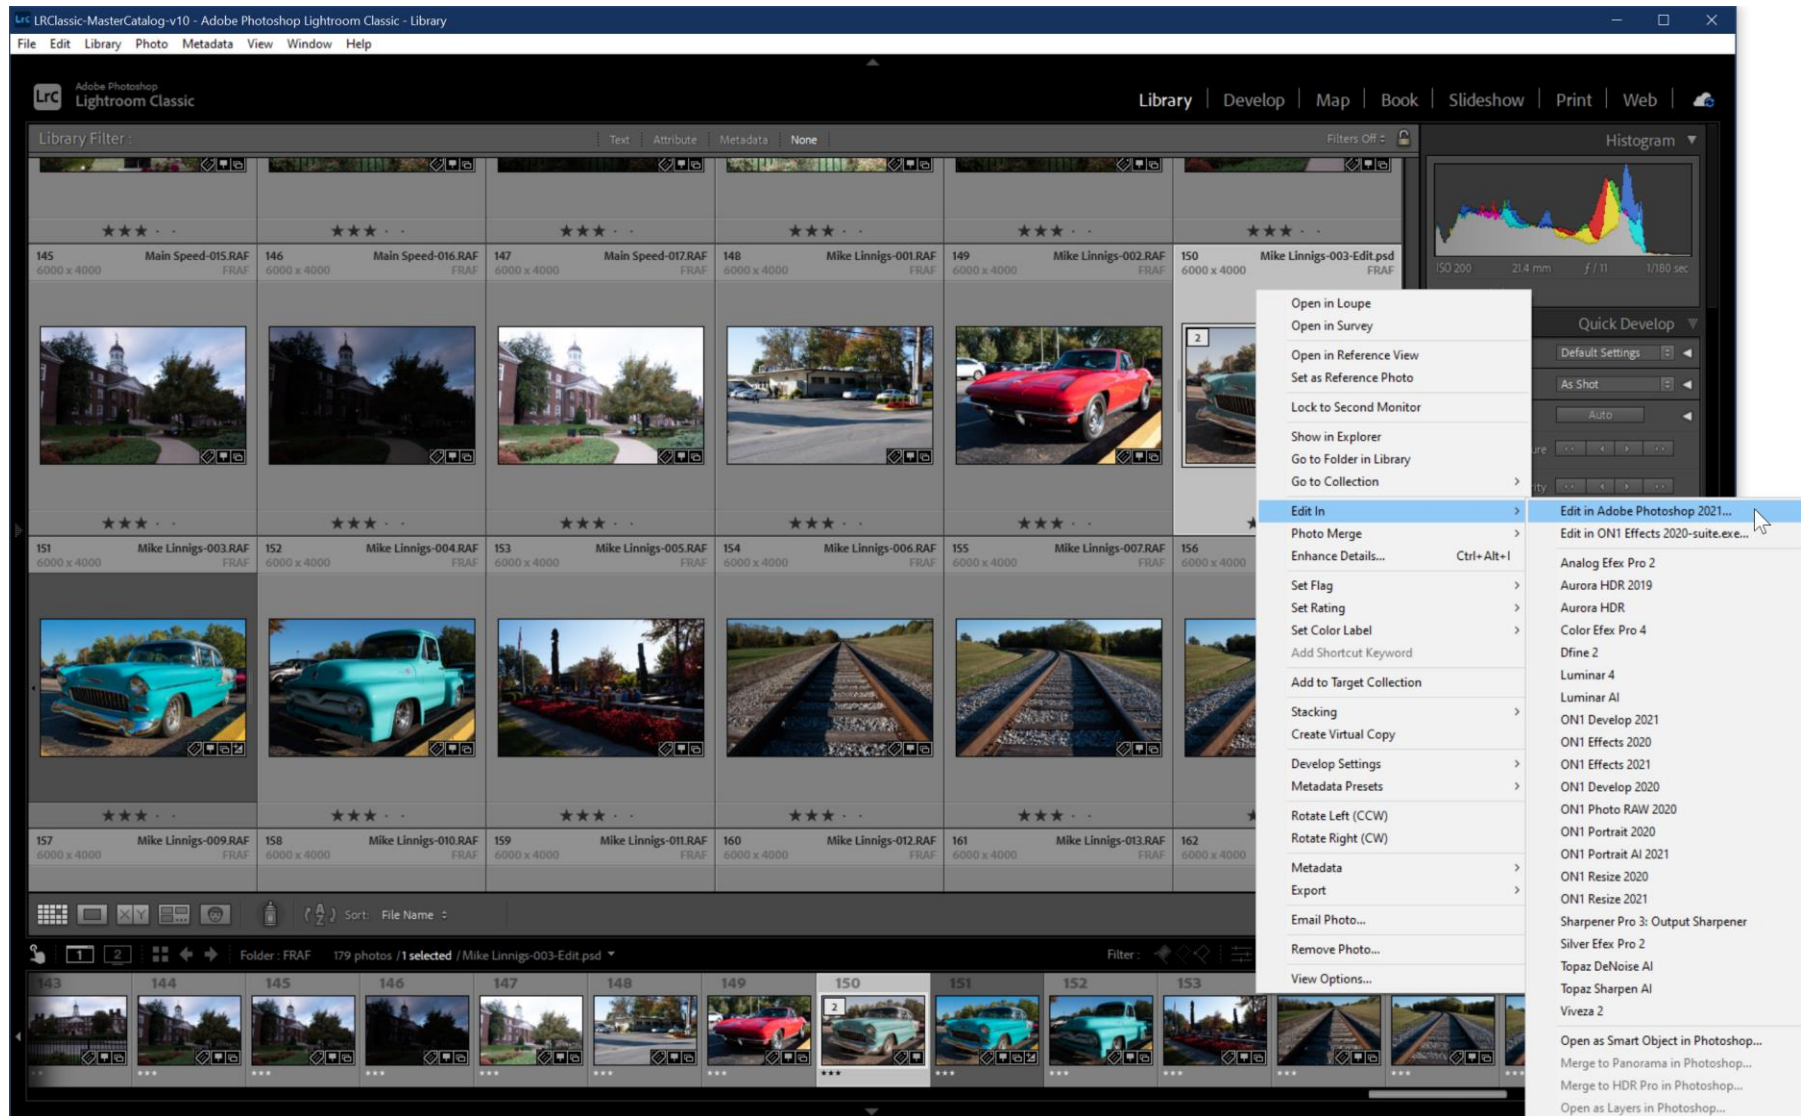 LRClassic-MasterCatalog-v10 - Adobe Photoshop Lightroom Classic - Library
File Edit Library Photo Metadata View Window Help
LrC Adobe Photoshop
Lightroom Classic
Library | Develop | Map | Book | Slideshow | Print | Web
Library Filter : Text Attribute Metadata None Filters Off
Histogram
ISO 200 21.4 mm ƒ / 11 1/180 sec
Quick Develop
Default Settings
As Shot
Auto
145 Main Speed-015.RAF
6000 x 4000 FRAF
146 Main Speed-016.RAF
6000 x 4000 FRAF
147 Main Speed-017.RAF
6000 x 4000 FRAF
148 Mike Linnigs-001.RAF
6000 x 4000 FRAF
149 Mike Linnigs-002.RAF
6000 x 4000 FRAF
150 Mike Linnigs-003-Edit.psd
6000 x 4000 FRAF
2
151 Mike Linnigs-003.RAF
6000 x 4000 FRAF
152 Mike Linnigs-004.RAF
6000 x 4000 FRAF
153 Mike Linnigs-005.RAF
6000 x 4000 FRAF
154 Mike Linnigs-006.RAF
6000 x 4000 FRAF
155 Mike Linnigs-007.RAF
6000 x 4000 FRAF
156
6000 x 4000
157 Mike Linnigs-009.RAF
6000 x 4000 FRAF
158 Mike Linnigs-010.RAF
6000 x 4000 FRAF
159 Mike Linnigs-011.RAF
6000 x 4000 FRAF
160 Mike Linnigs-012.RAF
6000 x 4000 FRAF
161 Mike Linnigs-013.RAF
6000 x 4000 FRAF
162
6000 x 4000
Open in Loupe
Open in Survey
Open in Reference View
Set as Reference Photo
Lock to Second Monitor
Show in Explorer
Go to Folder in Library
Go to Collection
Edit In
Photo Merge
Enhance Details... Ctrl+Alt+I
Set Flag
Set Rating
Set Color Label
Add Shortcut Keyword
Add to Target Collection
Stacking
Create Virtual Copy
Develop Settings
Metadata Presets
Rotate Left (CCW)
Rotate Right (CW)
Metadata
Export
Email Photo...
Remove Photo...
View Options...
Edit in Adobe Photoshop 2021...
Edit in ON1 Effects 2020-suite.exe...
Analog Efex Pro 2
Aurora HDR 2019
Aurora HDR
Color Efex Pro 4
Dfine 2
Luminar 4
Luminar AI
ON1 Develop 2021
ON1 Effects 2020
ON1 Effects 2021
ON1 Develop 2020
ON1 Photo RAW 2020
ON1 Portrait 2020
ON1 Portrait AI 2021
ON1 Resize 2020
ON1 Resize 2021
Sharpener Pro 3: Output Sharpener
Silver Efex Pro 2
Topaz DeNoise AI
Topaz Sharpen AI
Viveza 2
Open as Smart Object in Photoshop...
Merge to Panorama in Photoshop...
Merge to HDR Pro in Photoshop...
Open as Layers in Photoshop...
X Y A Z Sort: File Name
1 2 Folder : FRAF 179 photos / 1 selected / Mike Linnigs-003-Edit.psd Filter :
143 144 145 146 147 148 149 150 151 152 153
2